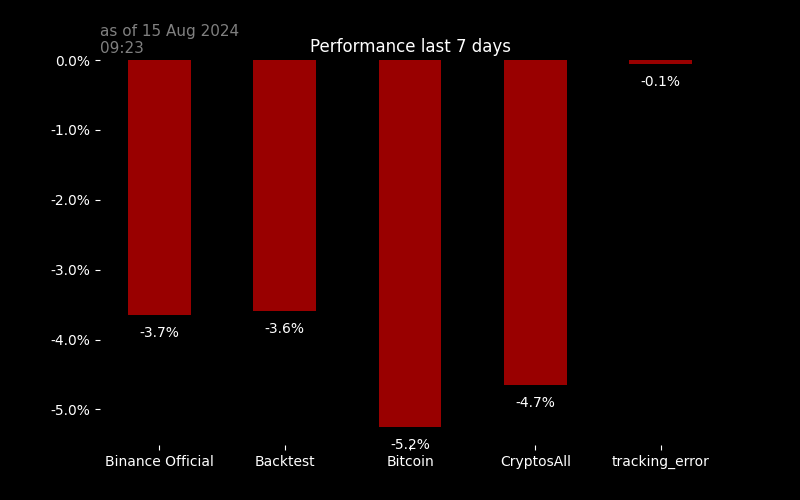 as of 15 Aug 2024
09:23
Performance last 7 days
0.0%
-1.0%
-2.0%
-3.0%
-4.0%
-5.0%
-3.7%
-3.6%
-5.2%
-4.7%
-0.1%
Binance Official
Backtest
Bitcoin
CryptosAll
tracking_error